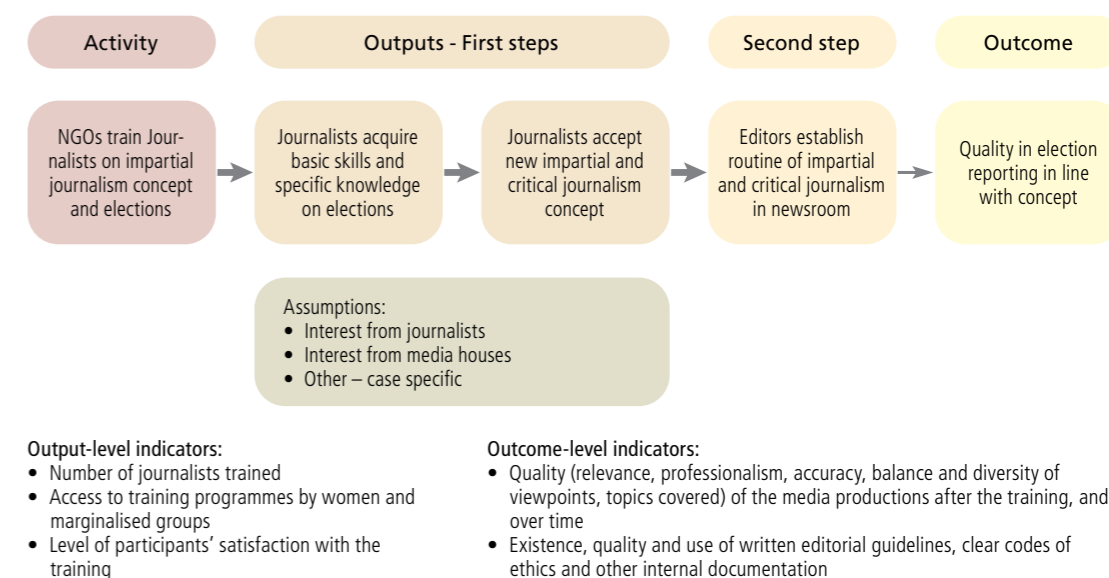 Activity
Outputs - First steps
Second step
Outcome
NGOs train Jour-
nalists on impartial
journalism concept
and elections
Journalists acquire
basic skills and
specific knowledge
on elections
Journalists accept
new impartial and
critical journalism
concept
Editors establish
routine of impartial
and critical journalism
in newsroom
Quality in election
reporting in line
with concept
Assumptions:
• Interest from journalists
• Interest from media houses
• Other – case specific
Output-level indicators:
• Number of journalists trained
• Access to training programmes by women and
marginalised groups
• Level of participants’ satisfaction with the
training
Outcome-level indicators:
• Quality (relevance, professionalism, accuracy, balance and diversity of
viewpoints, topics covered) of the media productions after the training, and
over time
• Existence, quality and use of written editorial guidelines, clear codes of
ethics and other internal documentation